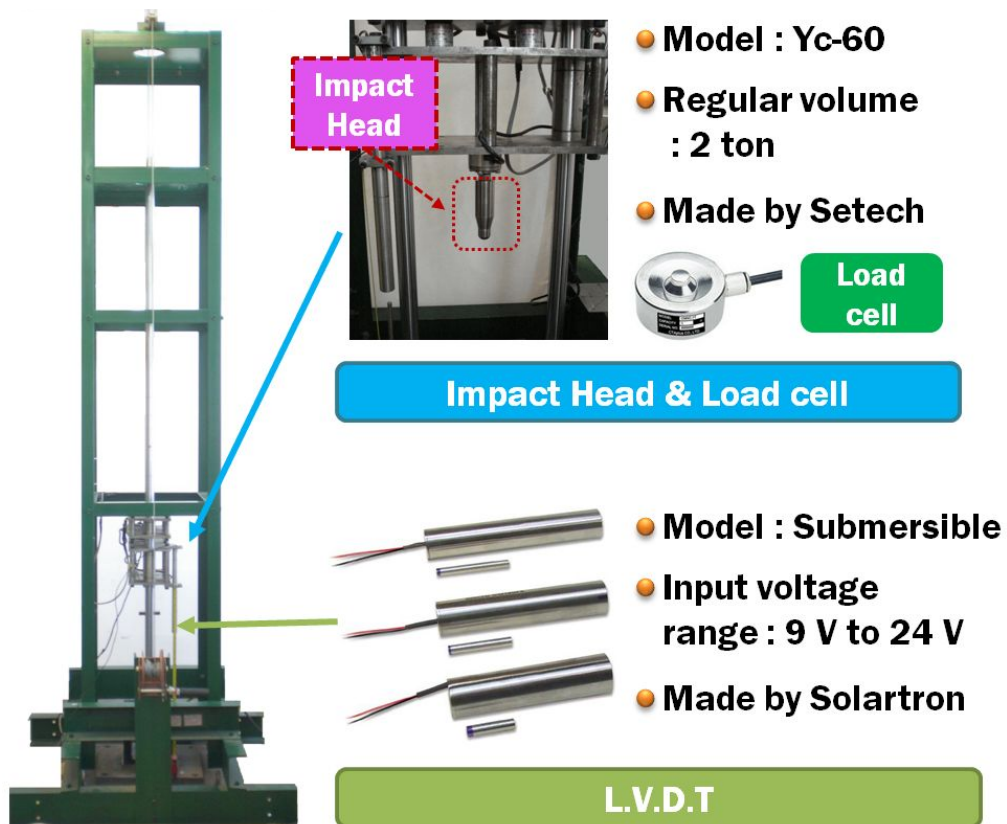 Impact
Head
Model : Yc-60
Regular volume
: 2 ton
Made by Setech
Load
cell
Impact Head & Load cell
Model : Submersible
Input voltage
range : 9 V to 24 V
Made by Solartron
L.V.D.T